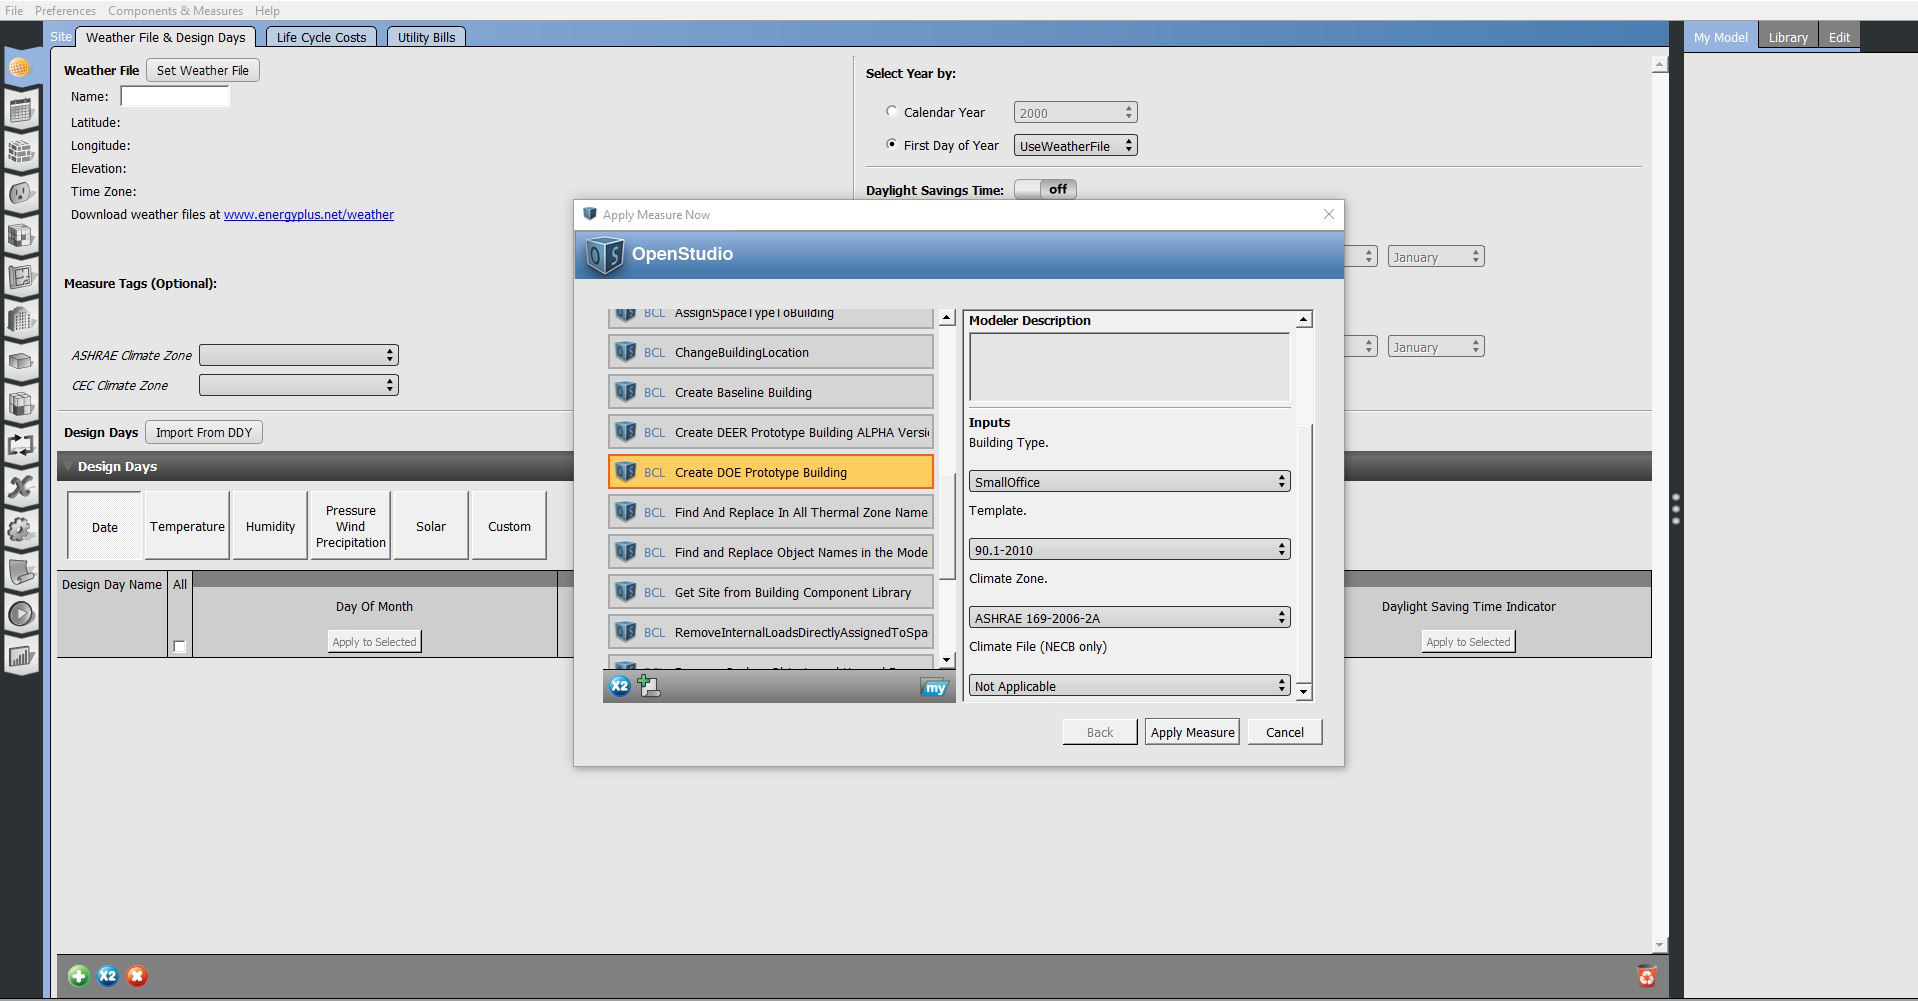 File Preferences Components & Measures Help
Site Weather File & Design Days Life Cycle Costs Utility Bills
My Model Library Edit
Weather File Set Weather File
Name:
Latitude:
Longitude:
Elevation:
Time Zone:
Download weather files at www.energyplus.net/weather
Measure Tags (Optional):
ASHRAE Climate Zone
CEC Climate Zone
Select Year by:
Calendar Year 2000
First Day of Year UseWeatherFile
Daylight Savings Time: off
January
January
Design Days Import From DDY
Design Days
Date
Temperature
Humidity
Pressure
Wind
Precipitation
Solar
Custom
Design Day Name
All
Day Of Month
Apply to Selected
Daylight Saving Time Indicator
Apply to Selected
Apply Measure Now
OpenStudio
BCL AssignSpaceTypeToBuilding
BCL ChangeBuildingLocation
BCL Create Baseline Building
BCL Create DEER Prototype Building ALPHA Versi
BCL Create DOE Prototype Building
BCL Find And Replace In All Thermal Zone Name
BCL Find and Replace Object Names in the Mode
BCL Get Site from Building Component Library
BCL RemoveInternalLoadsDirectlyAssignedToSpa
X2
my
Modeler Description
Inputs
Building Type.
SmallOffice
Template.
90.1-2010
Climate Zone.
ASHRAE 169-2006-2A
Climate File (NECB only)
Not Applicable
Back Apply Measure Cancel
X2